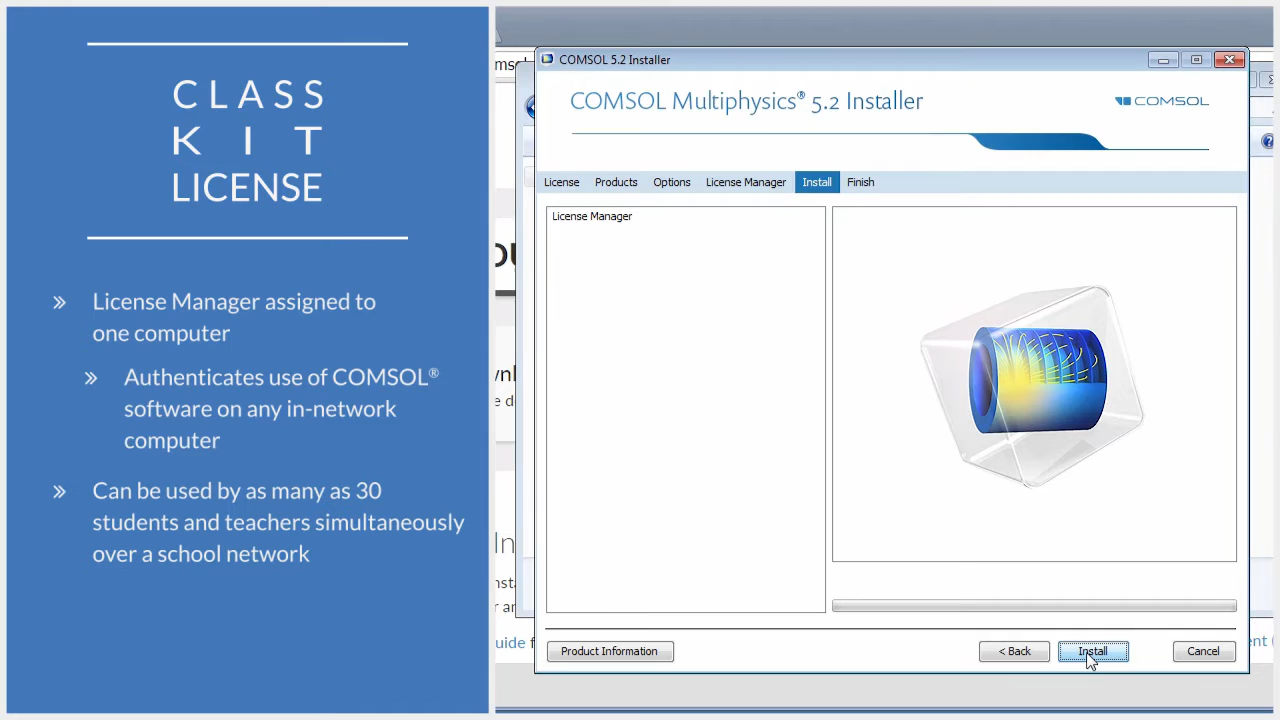 CLASS
KIT
LICENSE
» License Manager assigned to
one computer
» Authenticates use of COMSOL®
software on any in-network
computer
» Can be used by as many as 30
students and teachers simultaneously
over a school network
COMSOL 5.2 Installer
COMSOL Multiphysics® 5.2 Installer
COMSOL
License Products Options License Manager Install Finish
License Manager
Product Information
< Back
Install
Cancel